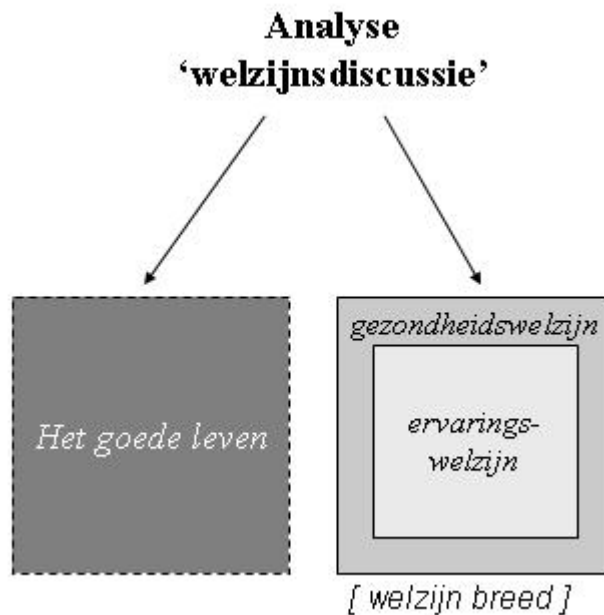 Analyse
‘welzijnsdiscussie’
Het goede leven
gezondheidswelzijn
ervarings-
welzijn
[ welzijn breed ]